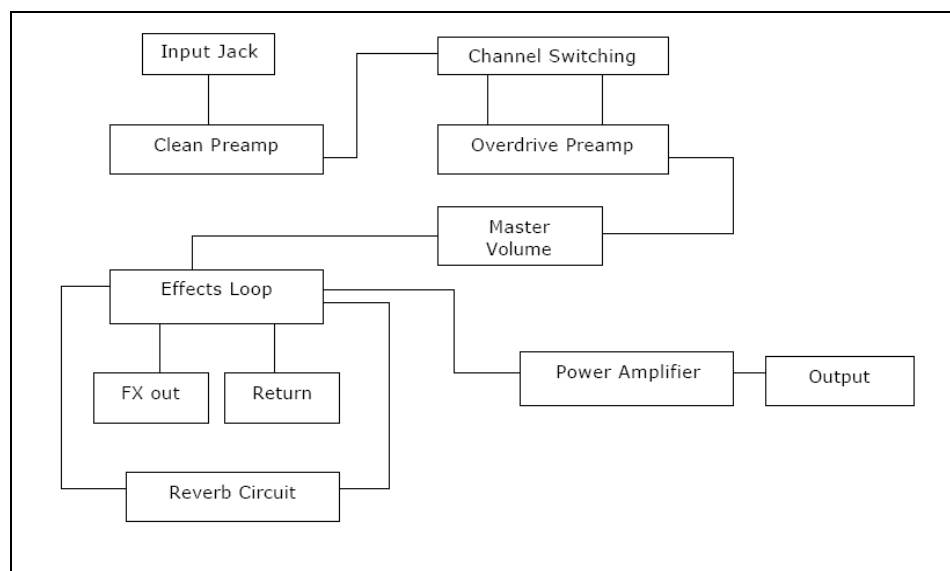 Input Jack
Channel Switching
Clean Preamp
Overdrive Preamp
Master
Volume
Effects Loop
Power Amplifier
Output
FX out
Return
Reverb Circuit